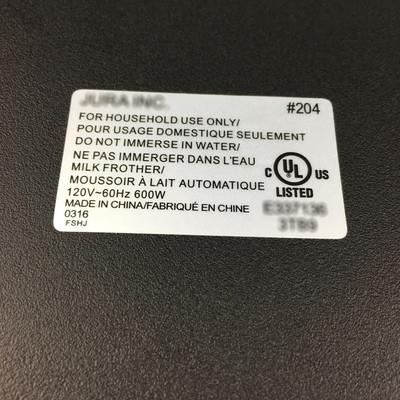 #204
FOR HOUSEHOLD USE ONLY/
POUR USAGE DOMESTIQUE SEULEMENT
DO NOT IMMERSE IN WATER/
NE PAS IMMERGER DANS L'EAU
MILK FROTHER/
MOUSSOIR À LAIT AUTOMATIQUE
120V~60Hz 600W
MADE IN CHINA/FABRIQUÉ EN CHINE
0316
FSHJ
C UL US
LISTED